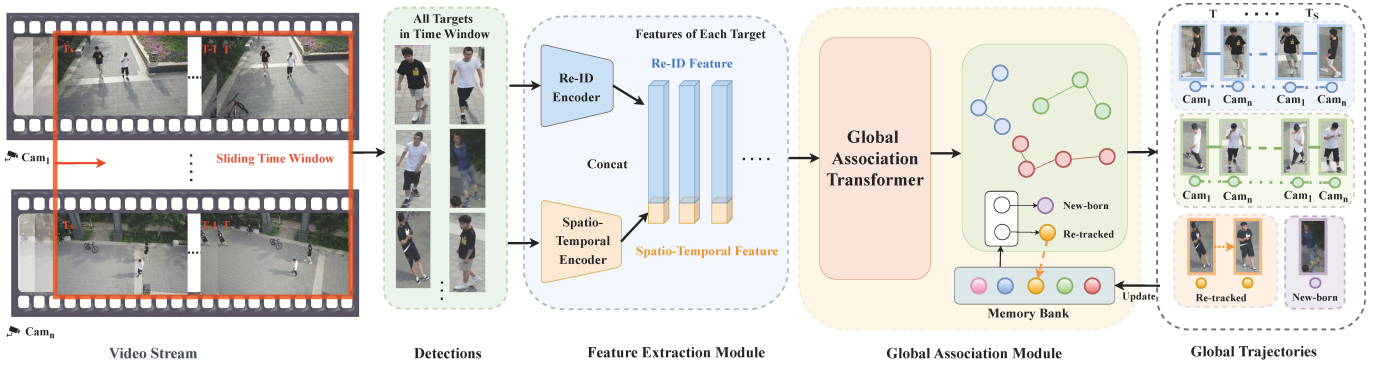 Ts
T-1 T
Cam1
Sliding Time Window
Ts
T-1 T
Camn
Video Stream
All Targets
in Time Window
Detections
Features of Each Target
Re-ID
Encoder
Re-ID Feature
Concat
Spatio-
Temporal
Encoder
Spatio-Temporal Feature
Feature Extraction Module
Global
Association
Transformer
New-born
Re-tracked
Memory Bank
Update
Global Association Module
T TS
Cam1 Camn Cam1 Camn
Cam1 Camn Cam1 Camn
Re-tracked
New-born
Global Trajectories